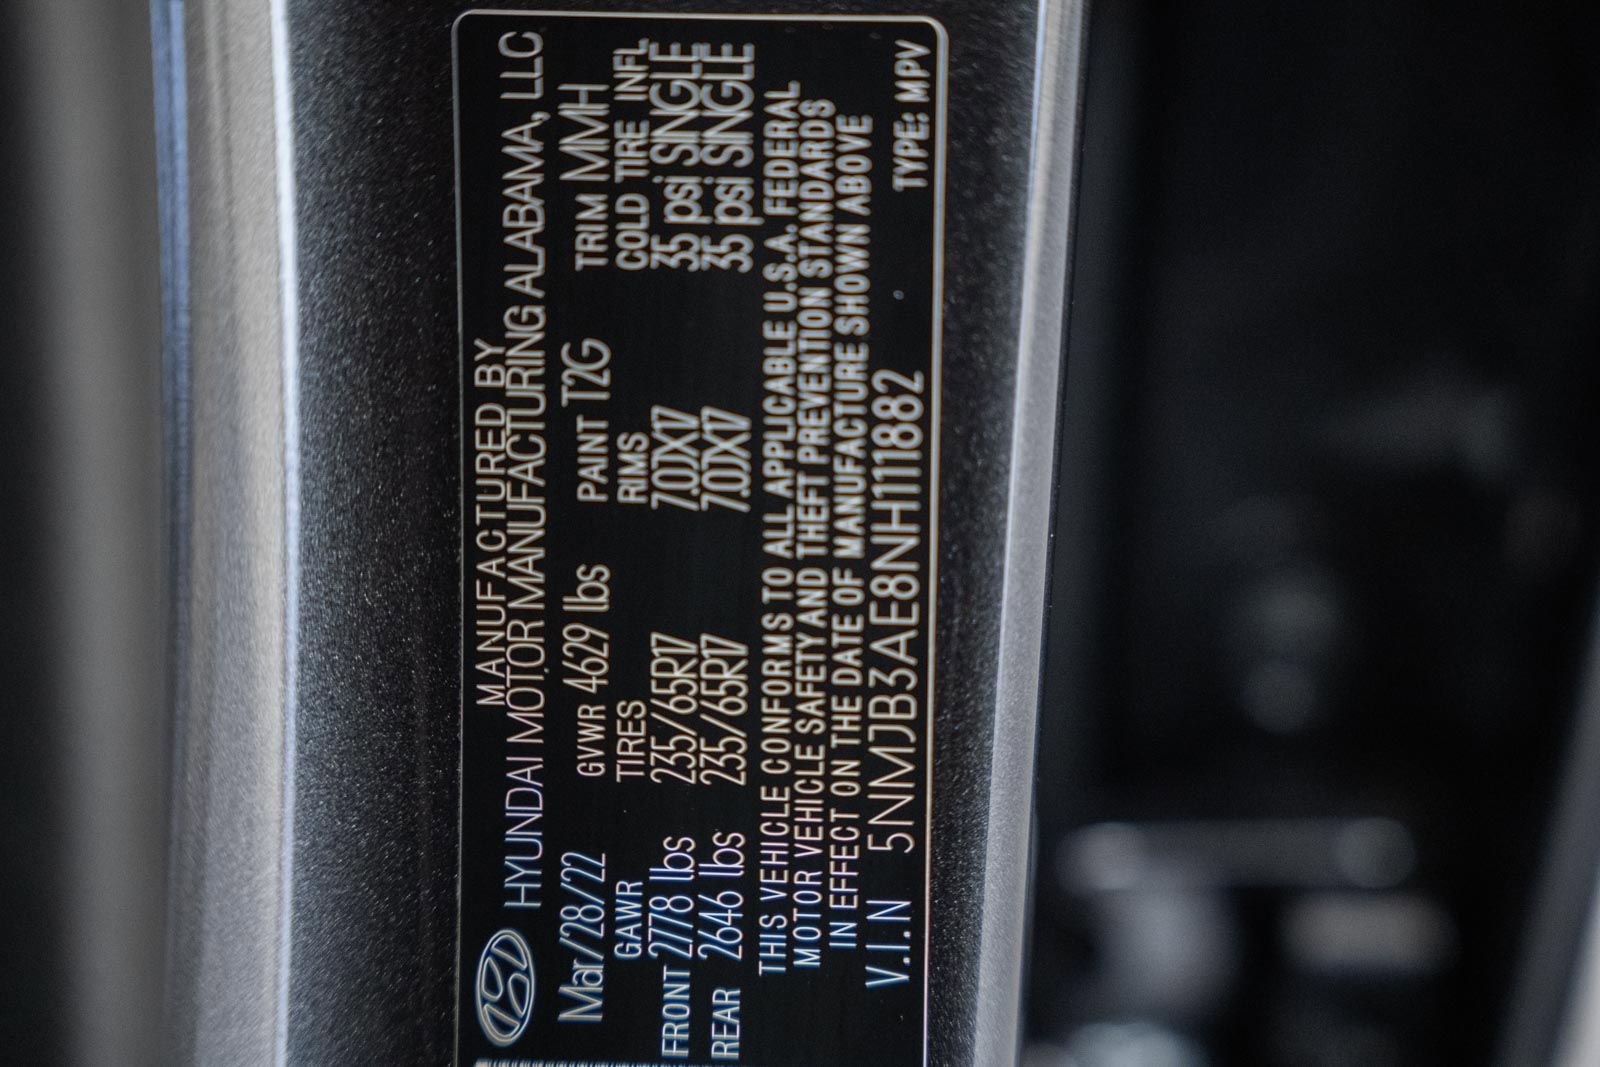 MANUFACTURED BY
HYUNDAI MOTOR MANUFACTURING ALABAMA, LLC
Mar/28/22 GVWR 4629 lbs PAINT T2G TRIM MMH
GAWR TIRES RIMS COLD TIRE INFL
FRONT 2778 lbs 235/65R17 7.0JX17 35 psi SINGLE
REAR 2646 lbs 235/65R17 7.0JX17 35 psi SINGLE
THIS VEHICLE CONFORMS TO ALL APPLICABLE U.S.A. FEDERAL
MOTOR VEHICLE SAFETY AND THEFT PREVENTION STANDARDS
IN EFFECT ON THE DATE OF MANUFACTURE SHOWN ABOVE
V.I.N 5NMJB3AE8NH111882 TYPE: MPV